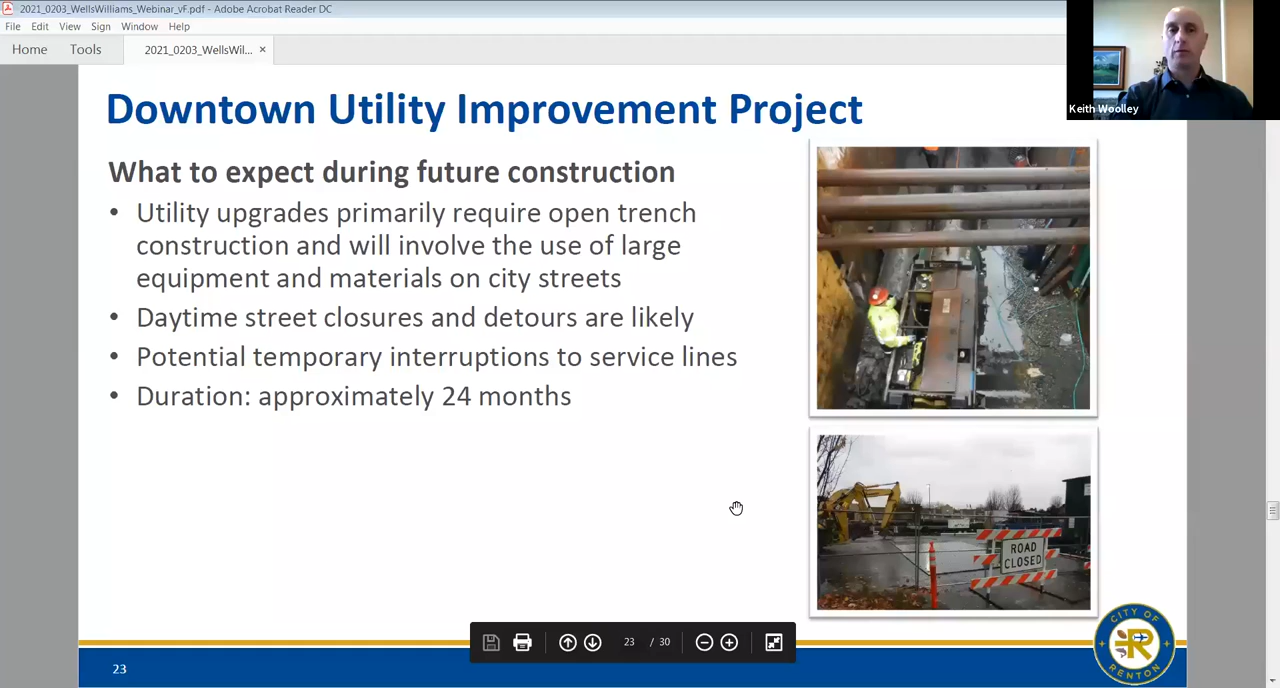 2021_0203_WellsWilliams_Webinar_vF.pdf - Adobe Acrobat Reader DC
File Edit View Sign Window Help
Home Tools 2021_0203_WellsWil... ×
Keith Woolley
Downtown Utility Improvement Project
What to expect during future construction
• Utility upgrades primarily require open trench
construction and will involve the use of large
equipment and materials on city streets
• Daytime street closures and detours are likely
• Potential temporary interruptions to service lines
• Duration: approximately 24 months
ROAD
CLOSED
23 / 30
23
CITY OF
R
RENTON